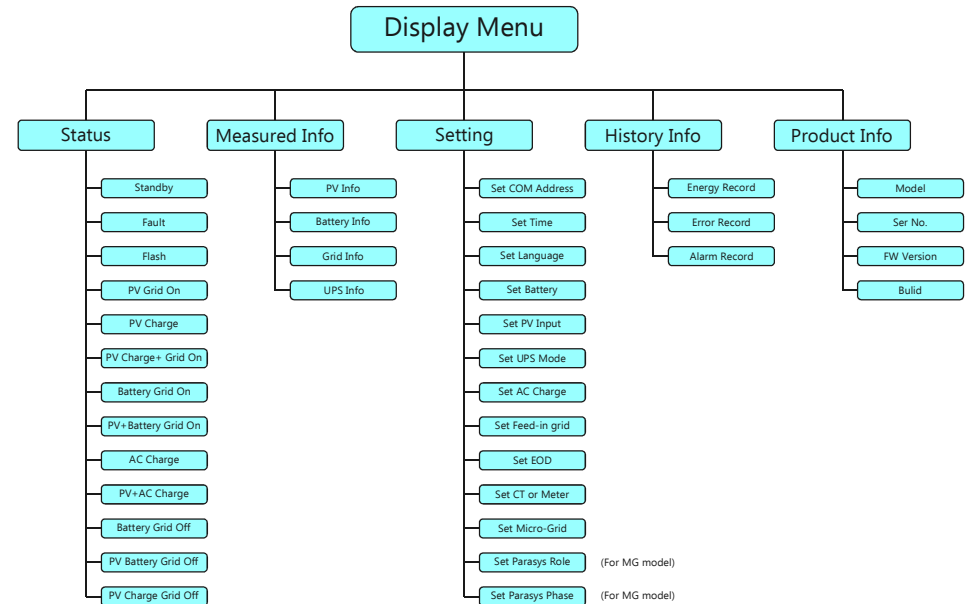 Display Menu
Status
Measured Info
Setting
History Info
Product Info
Standby
Fault
Flash
PV Grid On
PV Charge
PV Charge+ Grid On
Battery Grid On
PV+Battery Grid On
AC Charge
PV+AC Charge
Battery Grid Off
PV Battery Grid Off
PV Charge Grid Off
PV Info
Battery Info
Grid Info
UPS Info
Set COM Address
Set Time
Set Language
Set Battery
Set PV Input
Set UPS Mode
Set AC Charge
Set Feed-in grid
Set EOD
Set CT or Meter
Set Micro-Grid
Set Parasys Role (For MG model)
Set Parasys Phase (For MG model)
Energy Record
Error Record
Alarm Record
Model
Ser No.
FW Version
Bulid